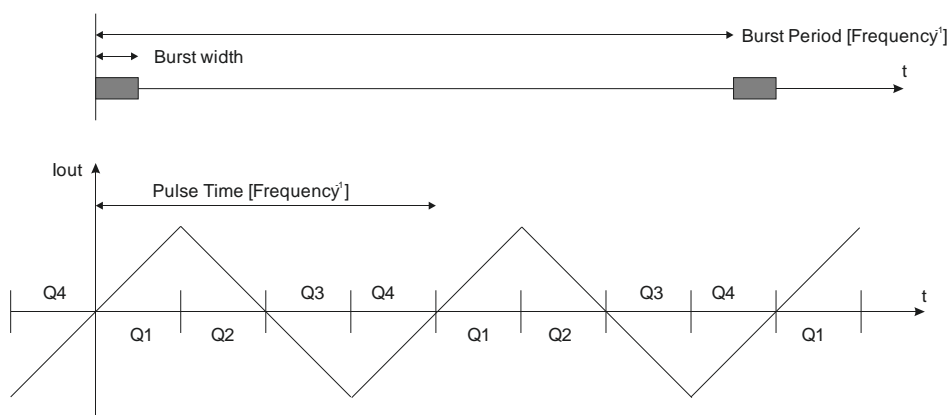 Burst Period [Frequency⁻¹]
Burst width
t
Iout
Pulse Time [Frequency⁻¹]
Q4 Q3 Q4 Q3 Q4 t
Q1 Q2 Q1 Q2 Q1